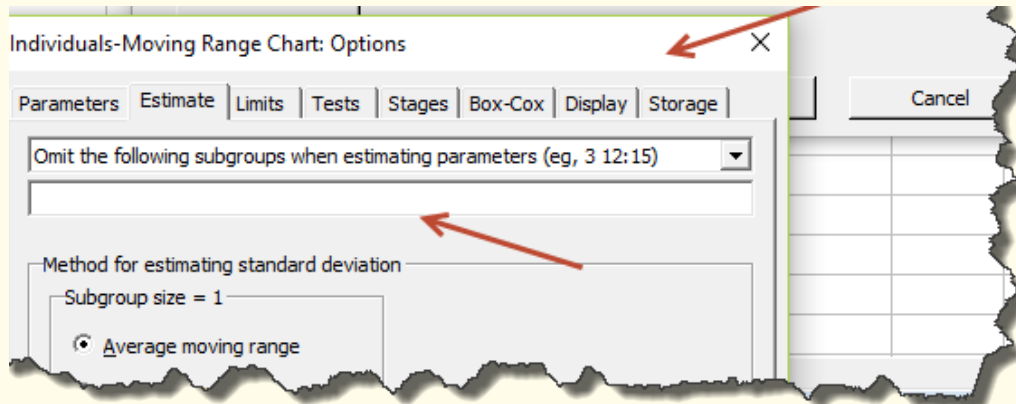 Individuals-Moving Range Chart: Options
Parameters Estimate Limits Tests Stages Box-Cox Display Storage
Cancel
Omit the following subgroups when estimating parameters (eg, 3 12:15)
Method for estimating standard deviation
Subgroup size = 1
Average moving range